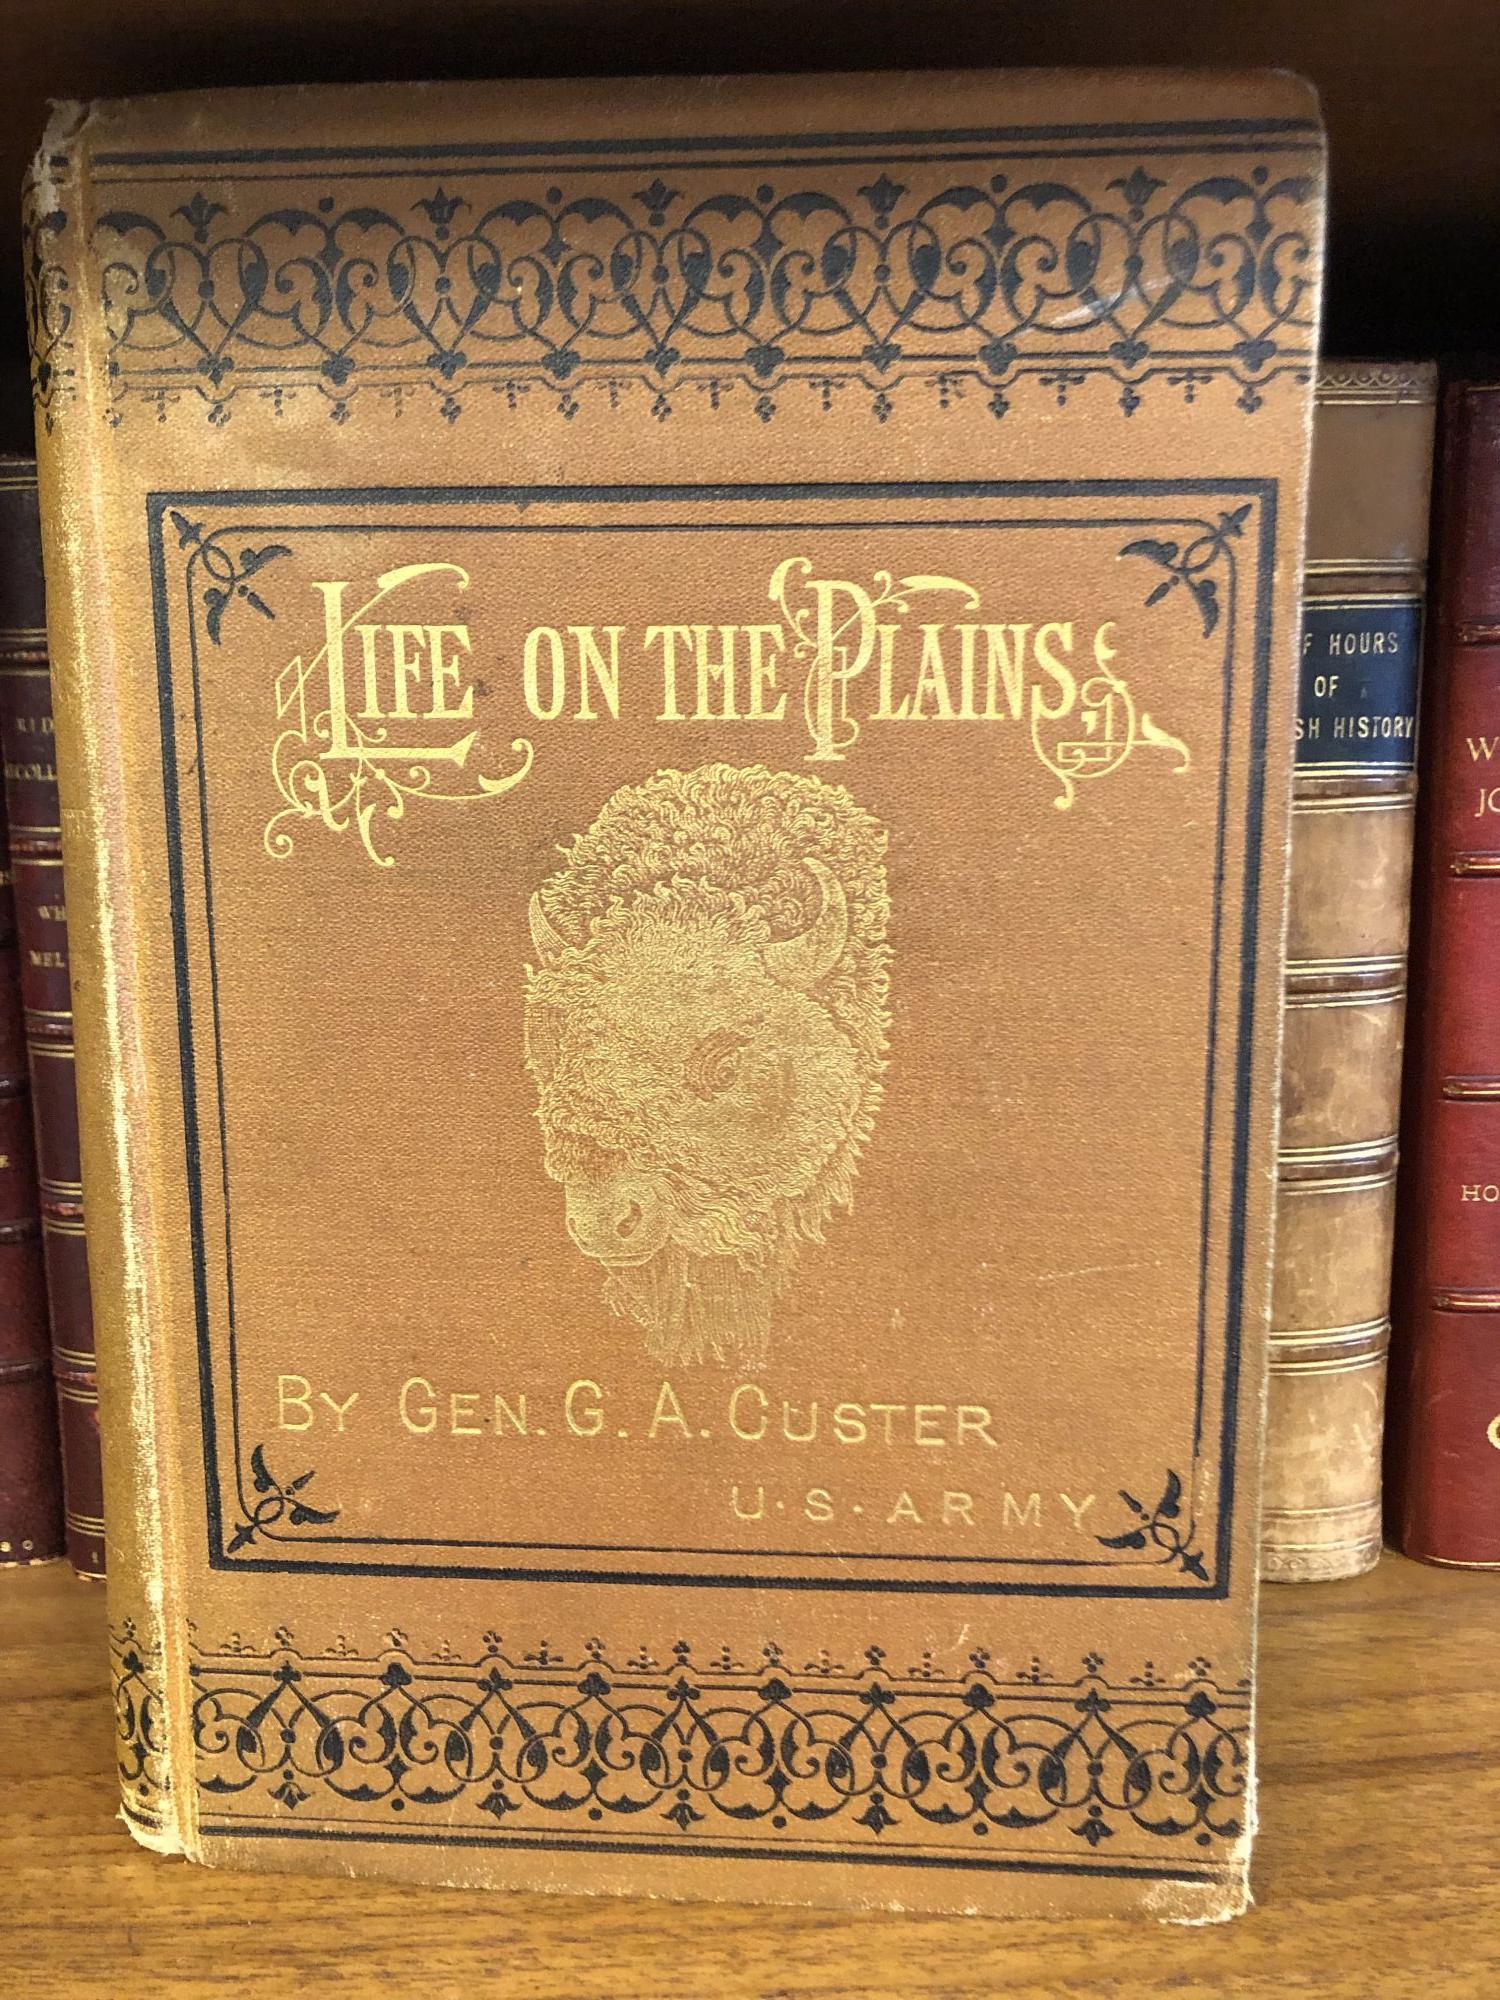 LIFE ON THE PLAINS
BY GEN. G. A. CUSTER
U·S·ARMY
HOURS
OF
HISTORY